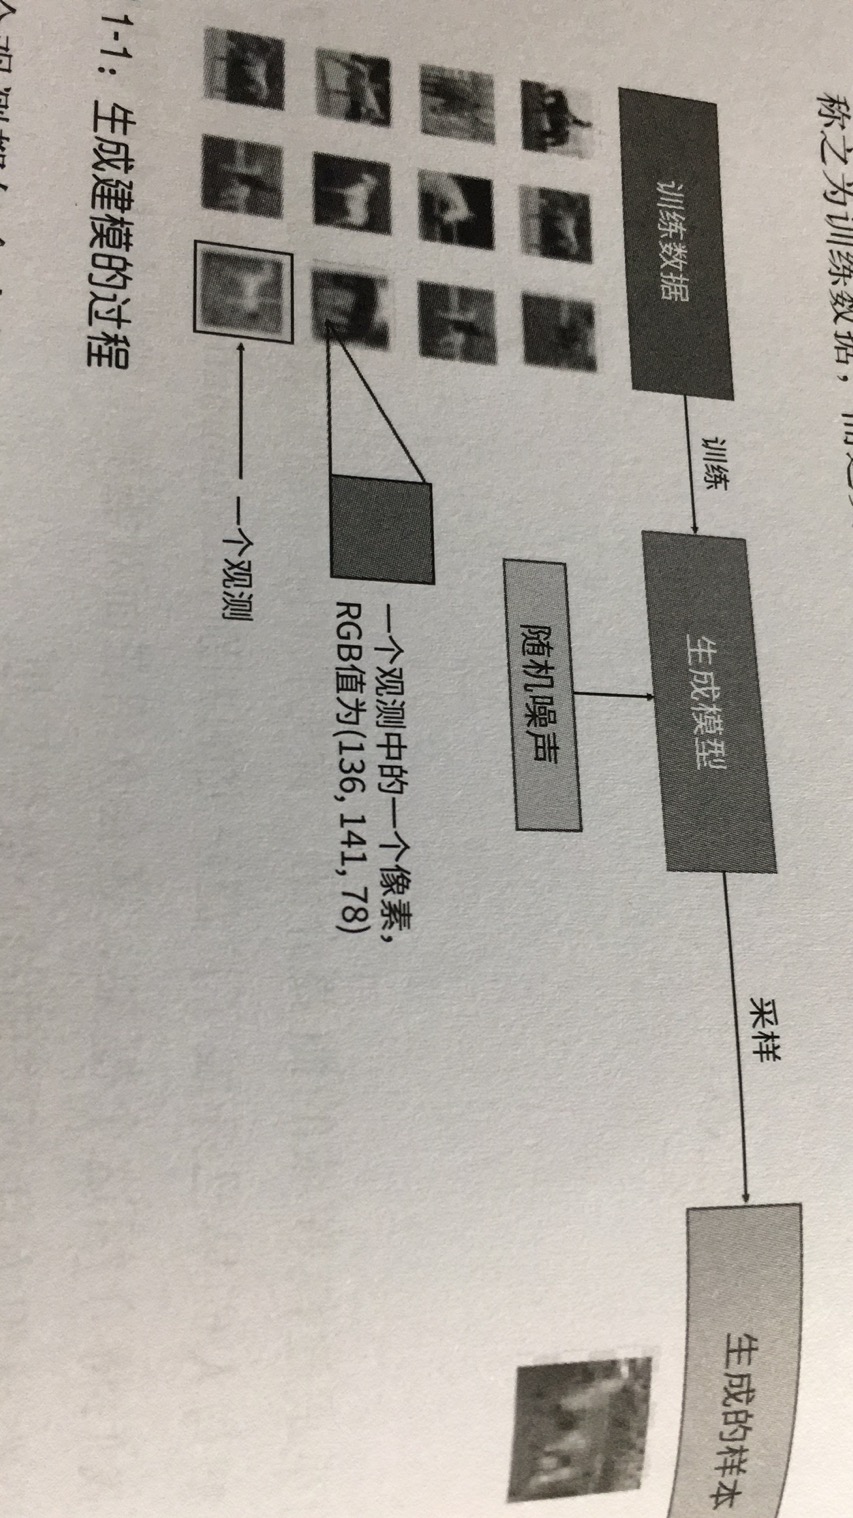 称之为训练数据，
训练数据
训练
生成模型
采样
生成的样本
随机噪声
一个观测中的一个像素，
RGB值为(136, 141, 78)
一个观测
1-1：生成建模的过程